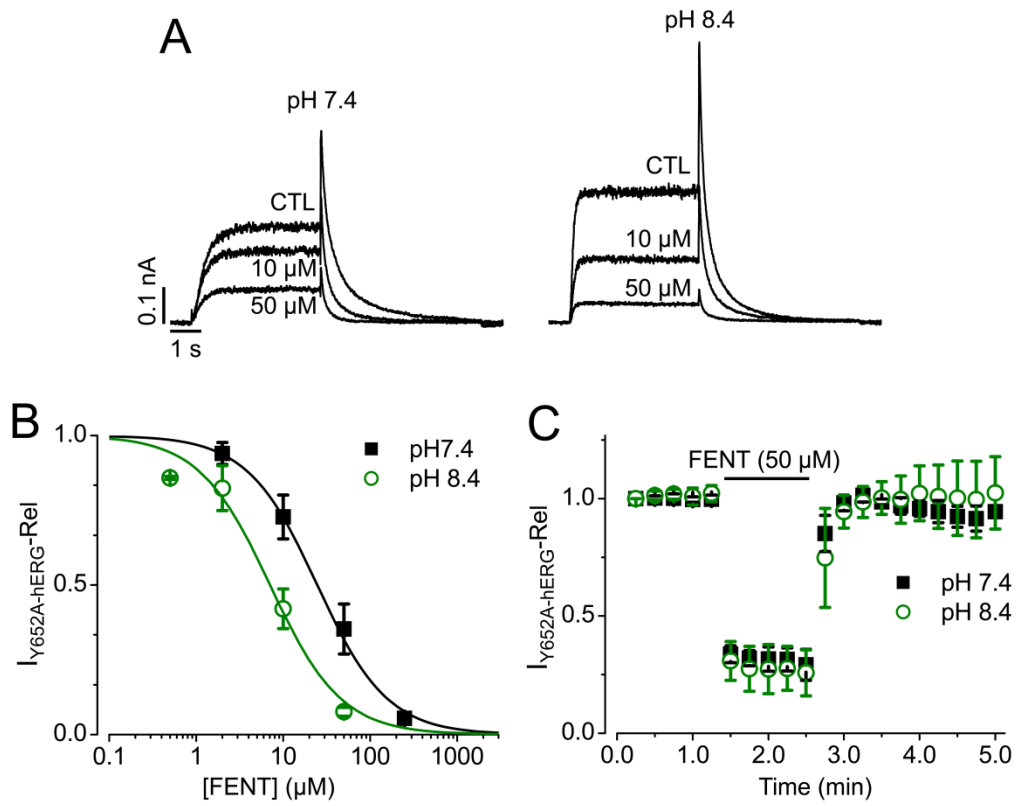 A
pH 7.4
CTL
10 µM
50 µM
0.1 nA
1 s
pH 8.4
CTL
10 µM
50 µM
B
I Y652A-hERG-Rel
1.0
0.5
0.0
0.1 1 10 100 1000
[FENT] (µM)
pH7.4
pH 8.4
C
I Y652A-hERG-Rel
1.0
0.5
0.0
FENT (50 µM)
pH 7.4
pH 8.4
0.0 1.0 2.0 3.0 4.0 5.0
Time (min)